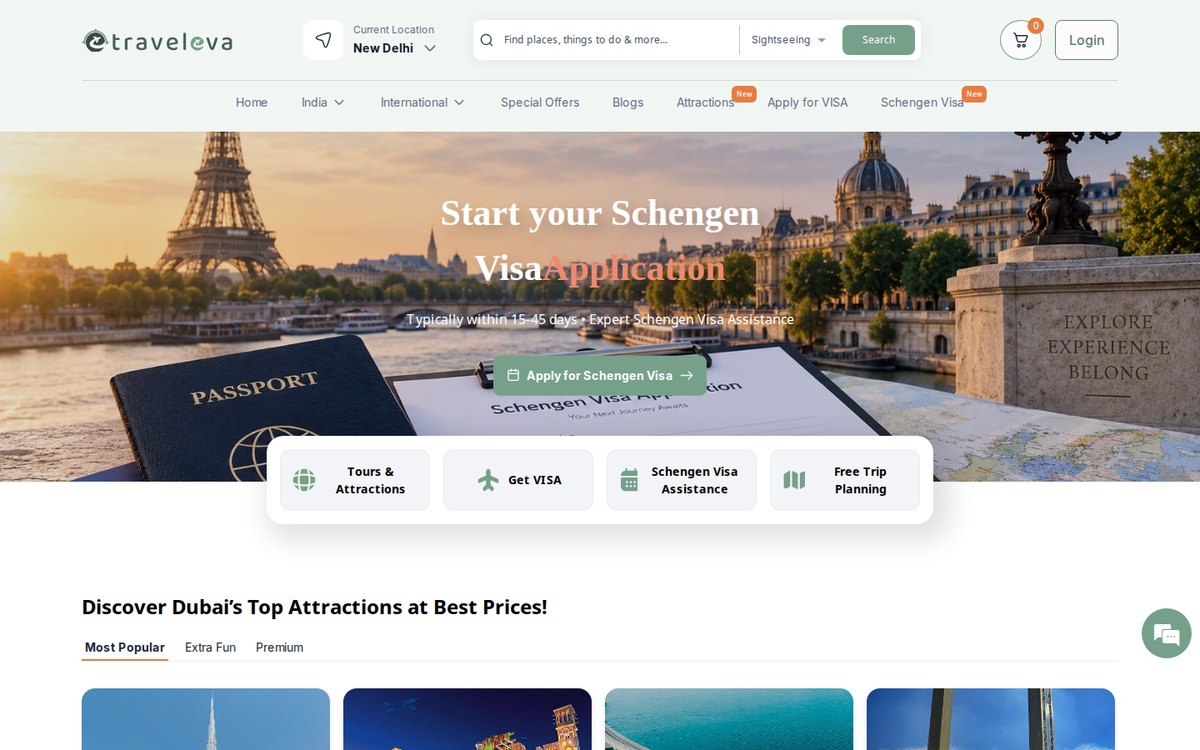 traveleva
Current Location
New Delhi
Find places, things to do & more...
Sightseeing
Search
0
Login
Home
India
International
Special Offers
Blogs
Attractions
New
Apply for VISA
Schengen Visa
New
Start your Schengen
VisaApplication
Typically within 15-45 days • Expert Schengen Visa Assistance
Apply for Schengen Visa
EXPLORE
EXPERIENCE
BELONG
PASSPORT
Schengen Visa Application
Your Next Journey Awaits
Tours &
Attractions
Get VISA
Schengen Visa
Assistance
Free Trip
Planning
Discover Dubai’s Top Attractions at Best Prices!
Most Popular
Extra Fun
Premium